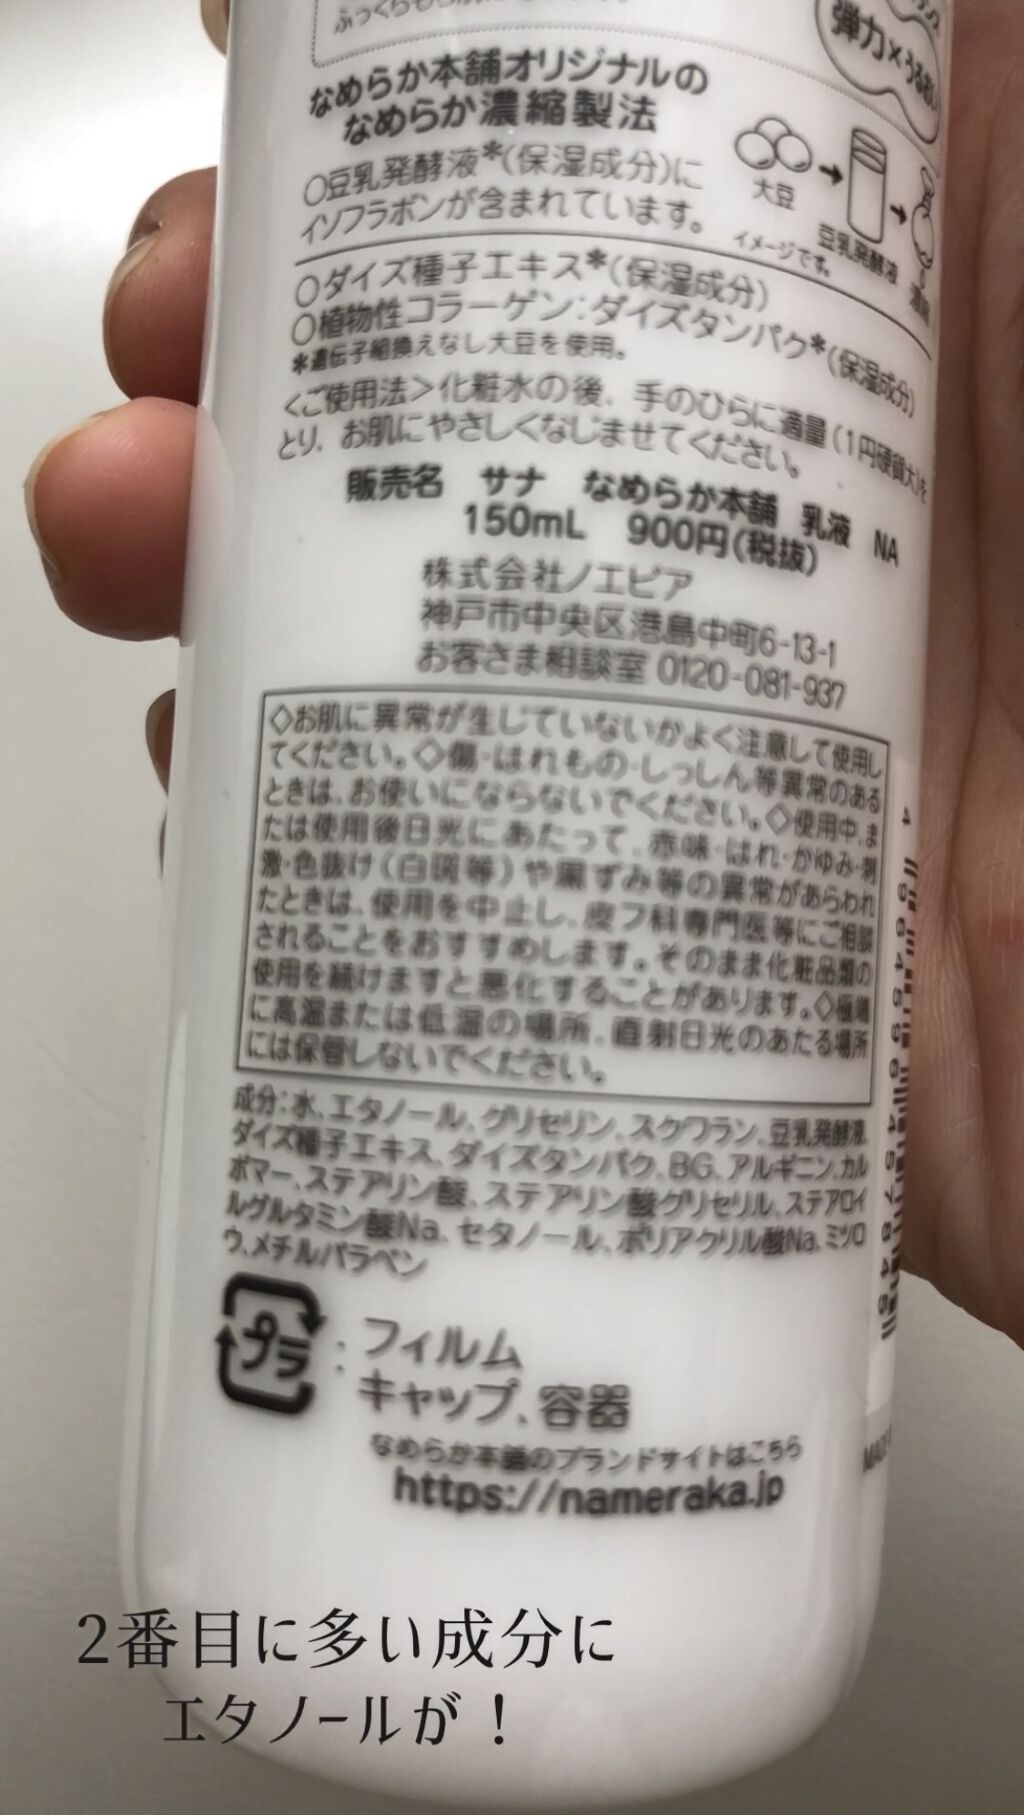 弾力×うるおい
なめらか本舗オリジナルの
なめらか濃縮製法
大豆
豆乳発酵液
イメージです。
○豆乳発酵液*(保湿成分)に
イソフラボンが含まれています。
○ダイズ種子エキス*(保湿成分)
○植物性コラーゲン:ダイズタンパク*(保湿成分)
*遺伝子組換えなし大豆を使用。
<ご使用法>化粧水の後、手のひらに適量(1円硬貨大)を
とり、お肌にやさしくなじませてください。
販売名 サナ なめらか本舗 乳液 NA
150mL 900円(税抜)
株式会社ノエビア
神戸市中央区港島中町6-13-1
お客さま相談室 0120-081-937
◇お肌に異常が生じていないかよく注意して使用し
てください。◇傷・はれもの・しっしん等異常のある
ときは、お使いにならないでください。◇使用中、ま
たは使用後日光にあたって、赤味・はれ・かゆみ・刺
激・色抜け(白斑等)や黒ずみ等の異常があらわれ
たときは、使用を中止し、皮フ科専門医等にご相談
されることをおすすめします。そのまま化粧品類の
使用を続けますと悪化することがあります。◇極端
に高温または低温の場所、直射日光のあたる場所
には保管しないでください。
成分:水、エタノール、グリセリン、スクワラン、豆乳発酵液、
ダイズ種子エキス、ダイズタンパク、BG、アルギニン、カル
ボマー、ステアリン酸、ステアリン酸グリセリル、ステアロイ
ルグルタミン酸Na、セタノール、ポリアクリル酸Na、ミツロ
ウ、メチルパラベン
プラ : フィルム
キャップ、容器
なめらか本舗のブランドサイトはこちら
https://nameraka.jp
2番目に多い成分に
エタノールが!